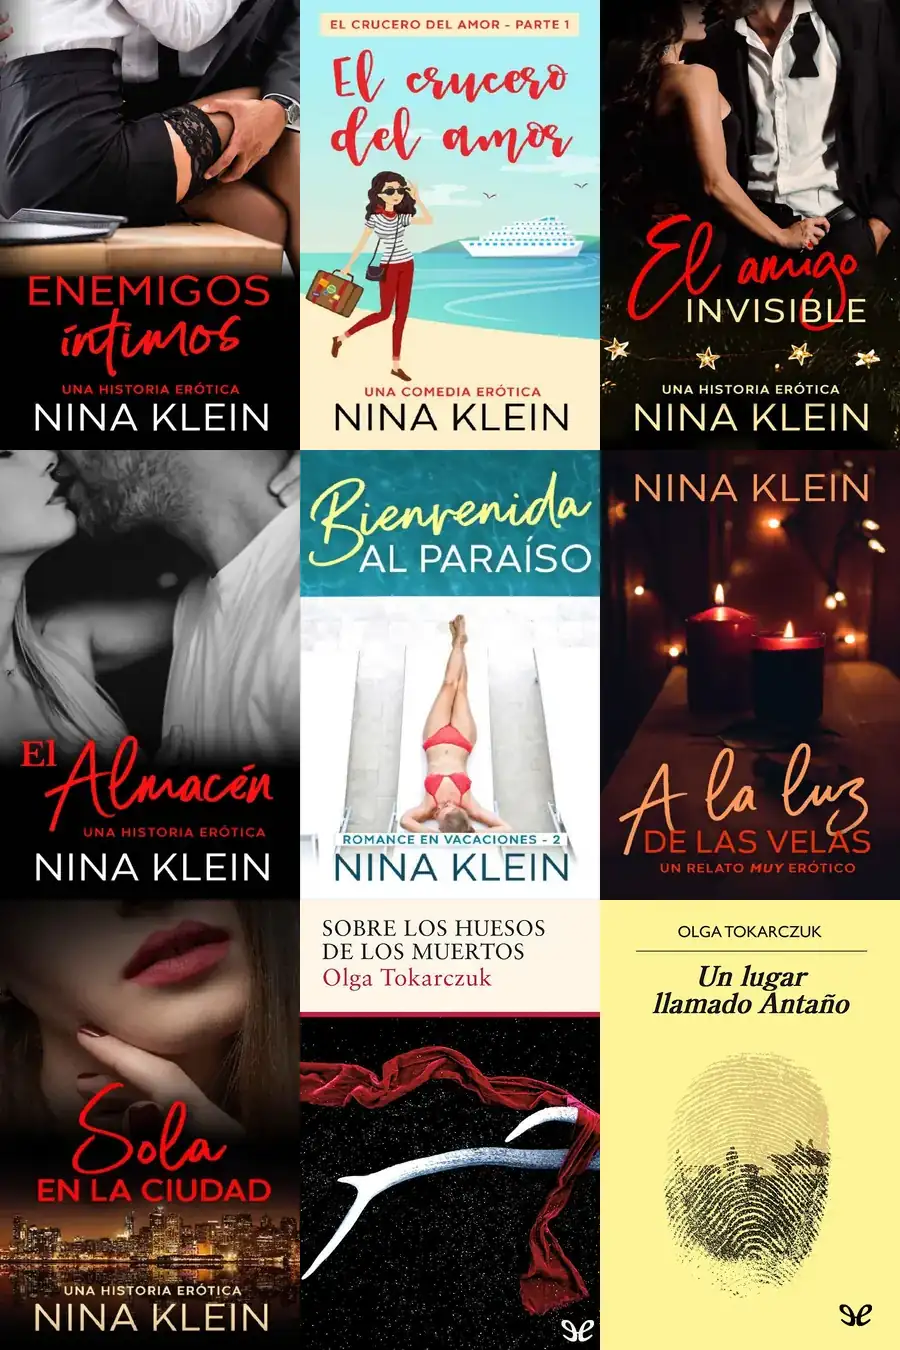 ENEMIGOS
íntimos
UNA HISTORIA ERÓTICA
NINA KLEIN
EL CRUCERO DEL AMOR - PARTE 1
El crucero
del amor
UNA COMEDIA ERÓTICA
NINA KLEIN
El amigo
INVISIBLE
UNA HISTORIA ERÓTICA
NINA KLEIN
El Almacén
UNA HISTORIA ERÓTICA
NINA KLEIN
Bienvenida
AL PARAÍSO
ROMANCE EN VACACIONES - 2
NINA KLEIN
NINA KLEIN
A la luz
DE LAS VELAS
UN RELATO MUY ERÓTICO
Sola
EN LA CIUDAD
UNA HISTORIA ERÓTICA
NINA KLEIN
SOBRE LOS HUESOS
DE LOS MUERTOS
Olga Tokarczuk
OLGA TOKARCZUK
Un lugar
llamado Antaño